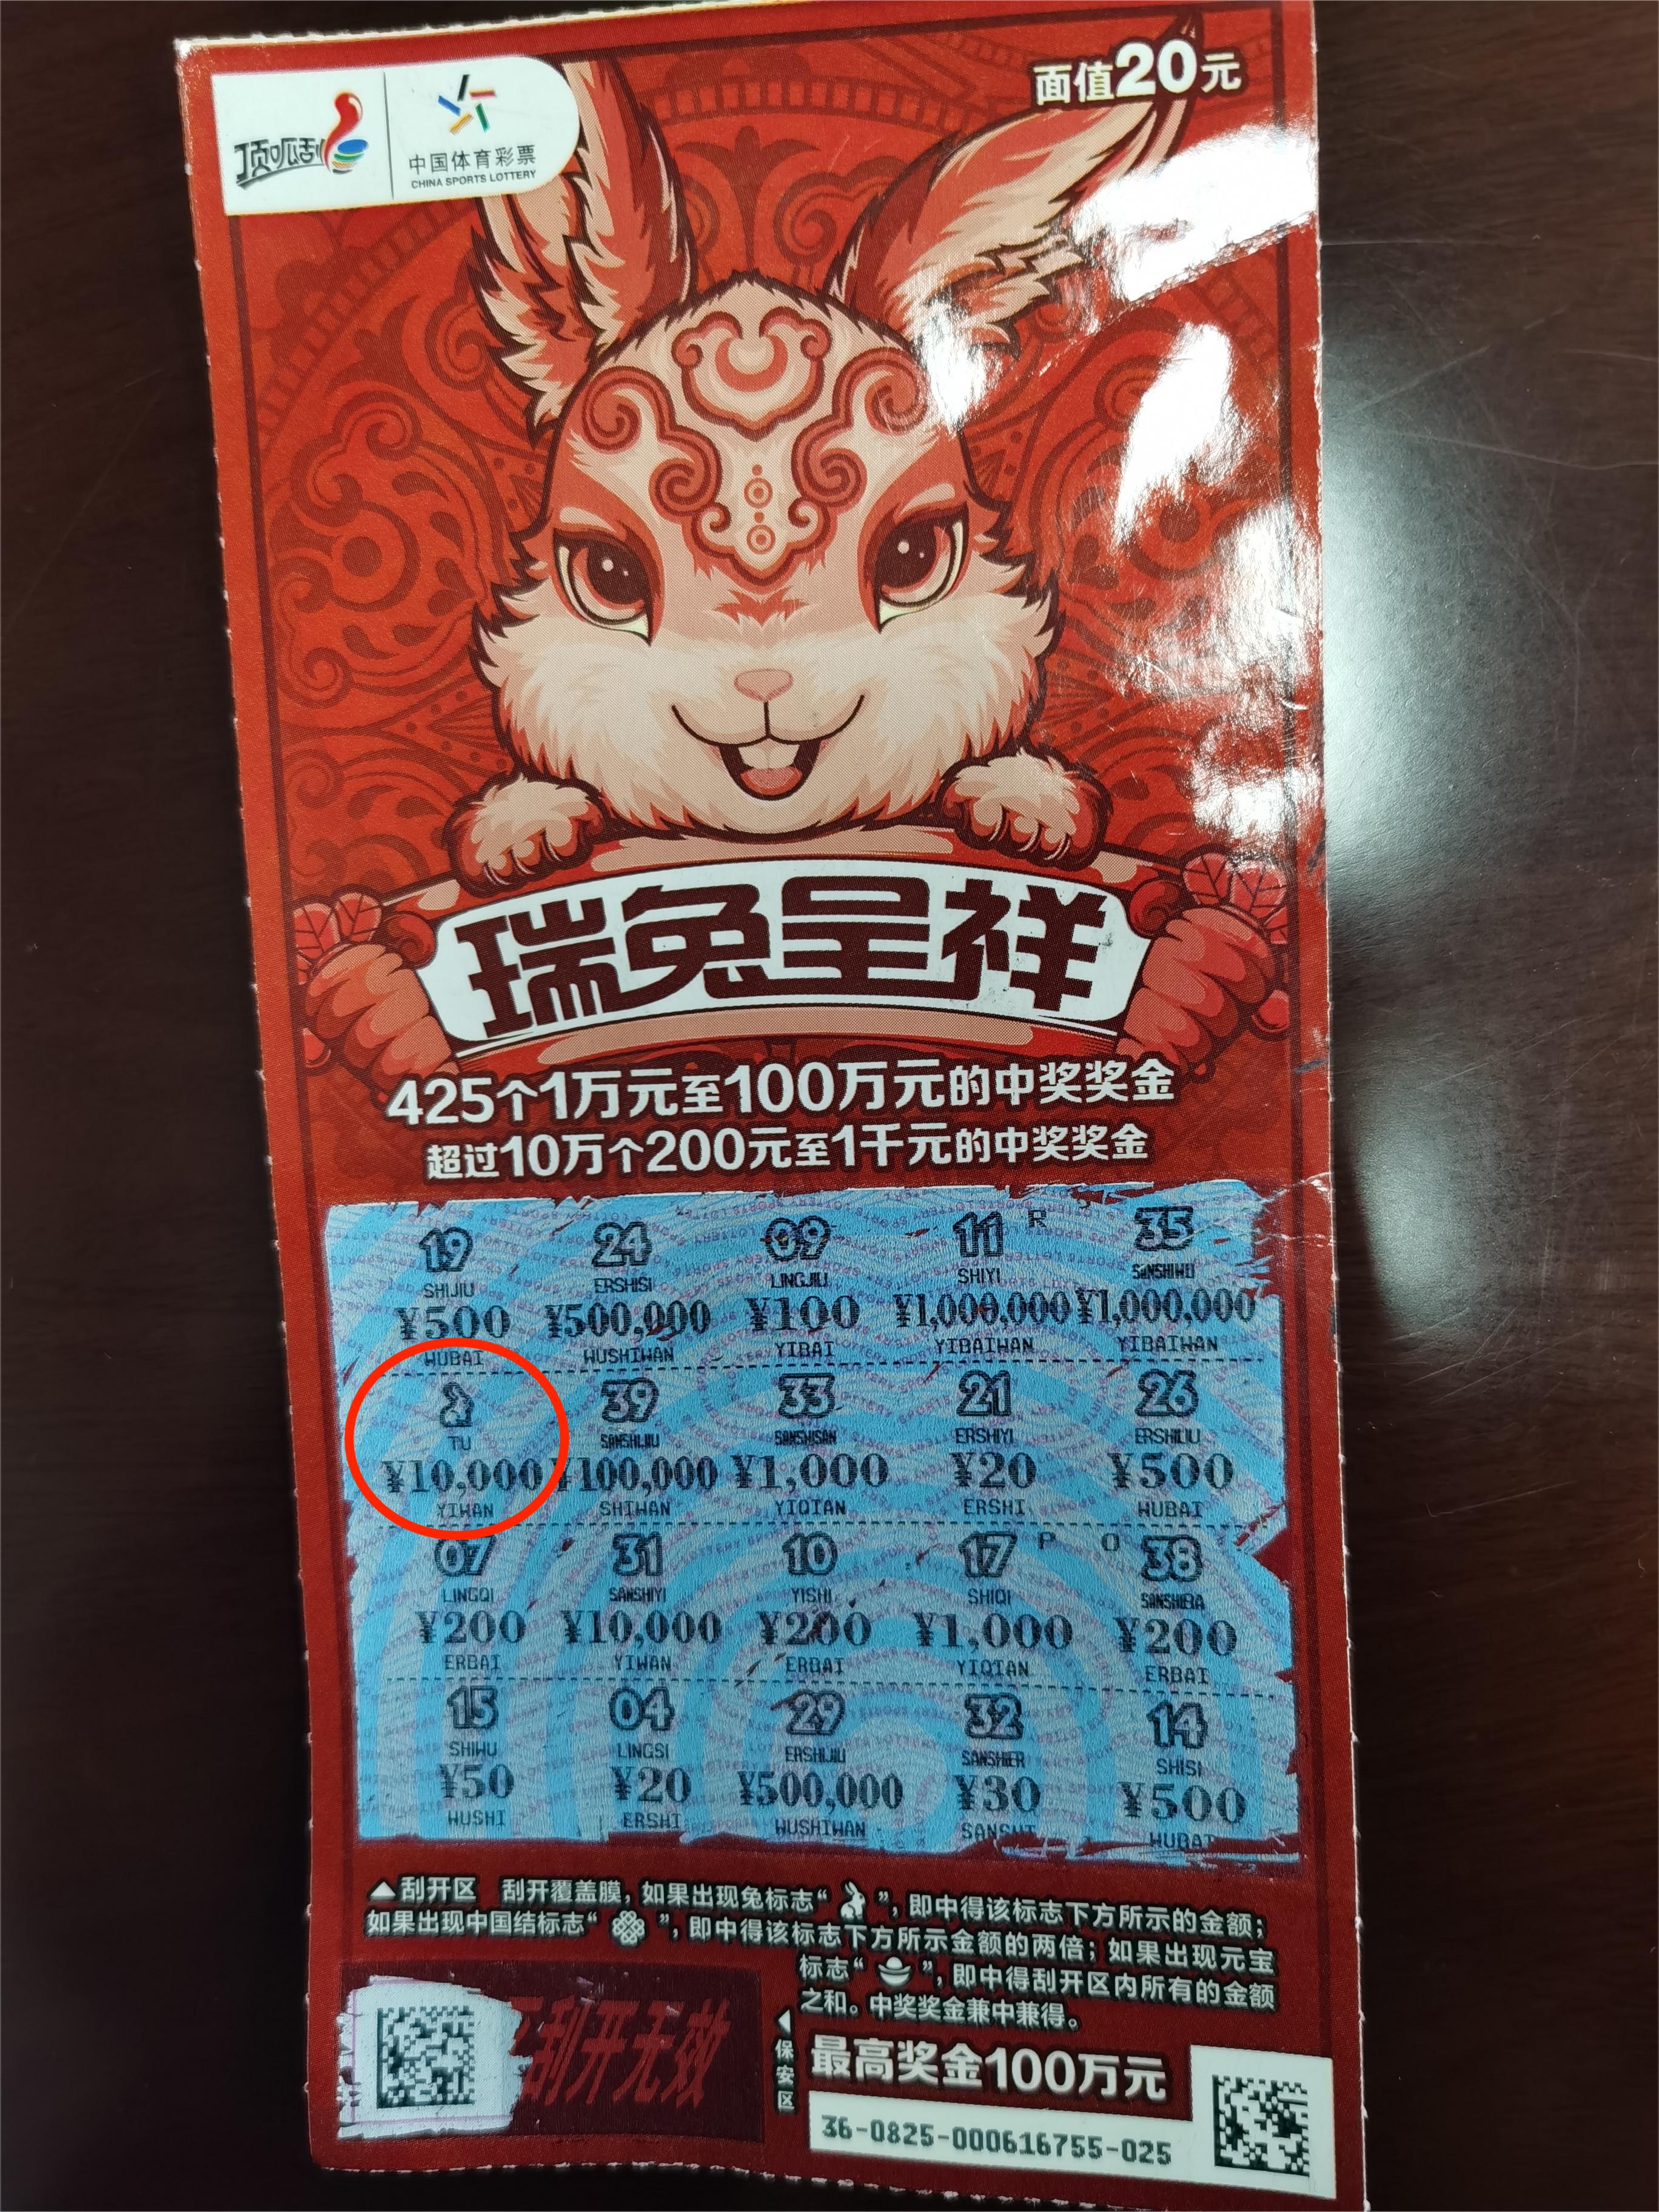 顶呱刮 中国体育彩票
CHINA SPORTS LOTTERY
面值20元
瑞兔呈祥
425个1万元至100万元的中奖奖金
超过10万个200元至1千元的中奖奖金
19 24 09 11 R 35
SHIJIU ERSHISI LINGJIU SHIYI SANSHIWU
¥500 ¥500,000 ¥100 ¥1,000,000 ¥1,000,000
WUBAI WUSHIWAN YIBAI YIBAIWAN YIBAIWAN
39 33 21 26
TU SANSHIJIU SANSHISAN ERSHIYI ERSHILIU
¥10,000 ¥100,000 ¥1,000 ¥20 ¥500
YIWAN SHIWAN YIQIAN ERSHI WUBAI
07 31 10 17 P O 38
LINGQI SANSHIYI YISHI SHIQI SANSHIBA
¥200 ¥10,000 ¥200 ¥1,000 ¥200
ERBAI YIWAN ERBAI YIQIAN ERBAI
15 04 29 32 14
SHIWU LINGSI ERSHIJIU SANSHIER SHISI
¥50 ¥20 ¥500,000 ¥30 ¥500
WUSHI ERSHI WUSHIWAN SANSHI WUBAI
▲刮开区 刮开覆盖膜，如果出现兔标志“ ”，即中得该标志下方所示的金额；
如果出现中国结标志“ ”，即中得该标志下方所示金额的两倍；如果出现元宝
标志“ ”，即中得刮开区内所有的金额
之和。中奖奖金兼中兼得。
刮开无效
◀保安区
最高奖金100万元
36-0825-000616755-025